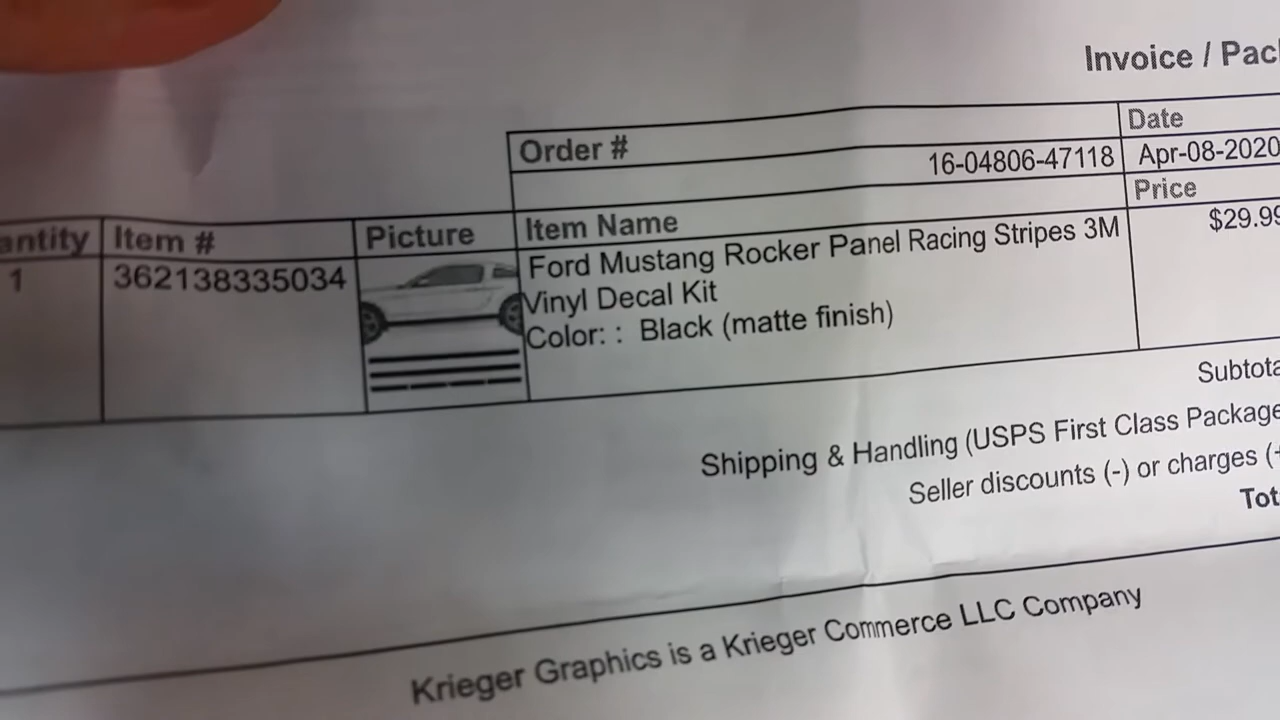 Invoice / Pac
Order #
Date
16-04806-47118
Apr-08-2020
antity
Item #
Picture
Item Name
Price
1
362138335034
Ford Mustang Rocker Panel Racing Stripes 3M
Vinyl Decal Kit
Color: : Black (matte finish)
$29.99
Subtota
Shipping & Handling (USPS First Class Package
Seller discounts (-) or charges (+
Tot
Krieger Graphics is a Krieger Commerce LLC Company